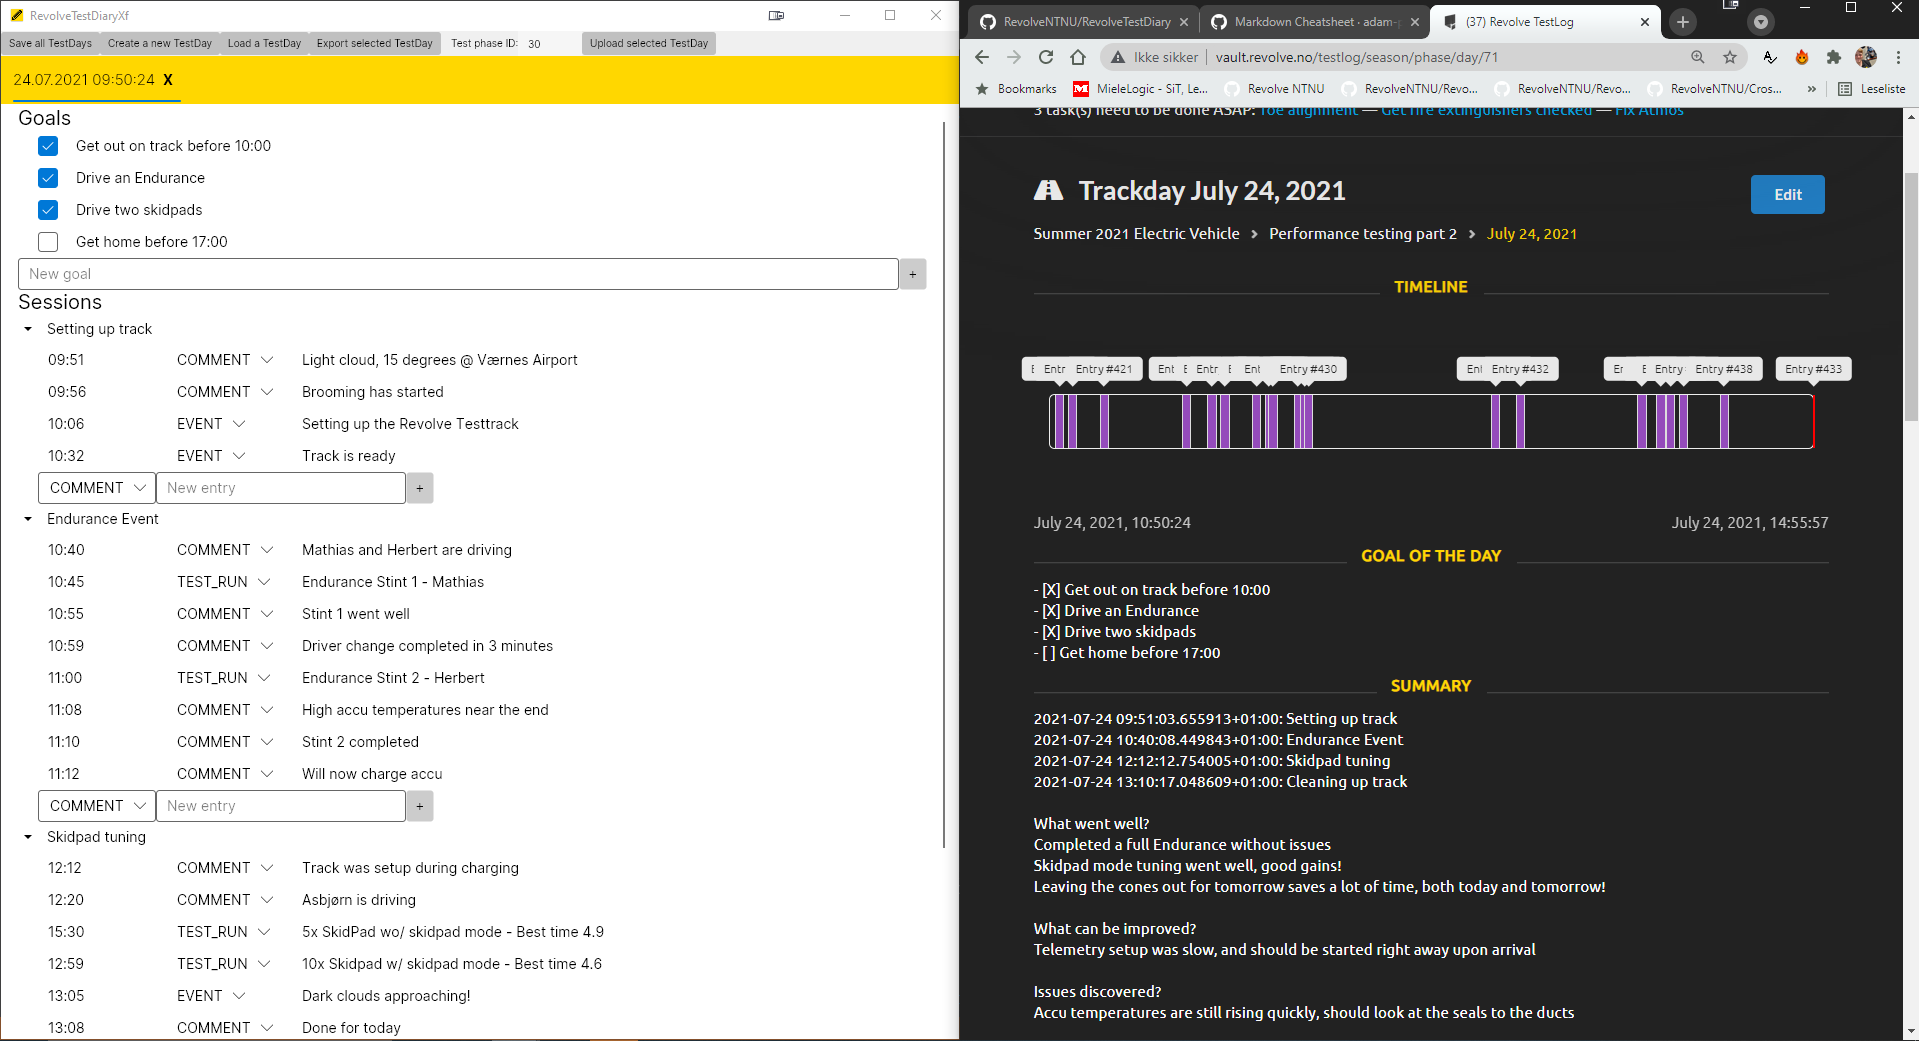 RevolveTestDiaryXf
Save all TestDays Create a new TestDay Load a TestDay Export selected TestDay Test phase ID: 30 Upload selected TestDay
24.07.2021 09:50:24 X
Goals
Get out on track before 10:00
Drive an Endurance
Drive two skidpads
Get home before 17:00
New goal +
Sessions
Setting up track
09:51 COMMENT Light cloud, 15 degrees @ Værnes Airport
09:56 COMMENT Brooming has started
10:06 EVENT Setting up the Revolve Testtrack
10:32 EVENT Track is ready
COMMENT New entry +
Endurance Event
10:40 COMMENT Mathias and Herbert are driving
10:45 TEST_RUN Endurance Stint 1 - Mathias
10:55 COMMENT Stint 1 went well
10:59 COMMENT Driver change completed in 3 minutes
11:00 TEST_RUN Endurance Stint 2 - Herbert
11:08 COMMENT High accu temperatures near the end
11:10 COMMENT Stint 2 completed
11:12 COMMENT Will now charge accu
COMMENT New entry +
Skidpad tuning
12:12 COMMENT Track was setup during charging
12:20 COMMENT Asbjørn is driving
15:30 TEST_RUN 5x SkidPad wo/ skidpad mode - Best time 4.9
12:59 TEST_RUN 10x Skidpad w/ skidpad mode - Best time 4.6
13:05 EVENT Dark clouds approaching!
13:08 COMMENT Done for today
RevolveNTNU/RevolveTestDiary Markdown Cheatsheet · adam-p (37) Revolve TestLog
Ikke sikker vault.revolve.no/testlog/season/phase/day/71
Bookmarks MieleLogic - SiT, Le... Revolve NTNU RevolveNTNU/Revo... RevolveNTNU/Revo... RevolveNTNU/Cros... » Leseliste
3 task(s) need to be done ASAP: Toe alignment — Get fire extinguishers checked — Fix Atmos
Trackday July 24, 2021 Edit
Summer 2021 Electric Vehicle > Performance testing part 2 > July 24, 2021
TIMELINE
E Entr Entry #421 Ent E Entr E Ent Entry #430 Ent Entry #432 Er E Entry Entry #438 Entry #433
July 24, 2021, 10:50:24 July 24, 2021, 14:55:57
GOAL OF THE DAY
- [X] Get out on track before 10:00
- [X] Drive an Endurance
- [X] Drive two skidpads
- [ ] Get home before 17:00
SUMMARY
2021-07-24 09:51:03.655913+01:00: Setting up track
2021-07-24 10:40:08.449843+01:00: Endurance Event
2021-07-24 12:12:12.754005+01:00: Skidpad tuning
2021-07-24 13:10:17.048609+01:00: Cleaning up track
What went well?
Completed a full Endurance without issues
Skidpad mode tuning went well, good gains!
Leaving the cones out for tomorrow saves a lot of time, both today and tomorrow!
What can be improved?
Telemetry setup was slow, and should be started right away upon arrival
Issues discovered?
Accu temperatures are still rising quickly, should look at the seals to the ducts